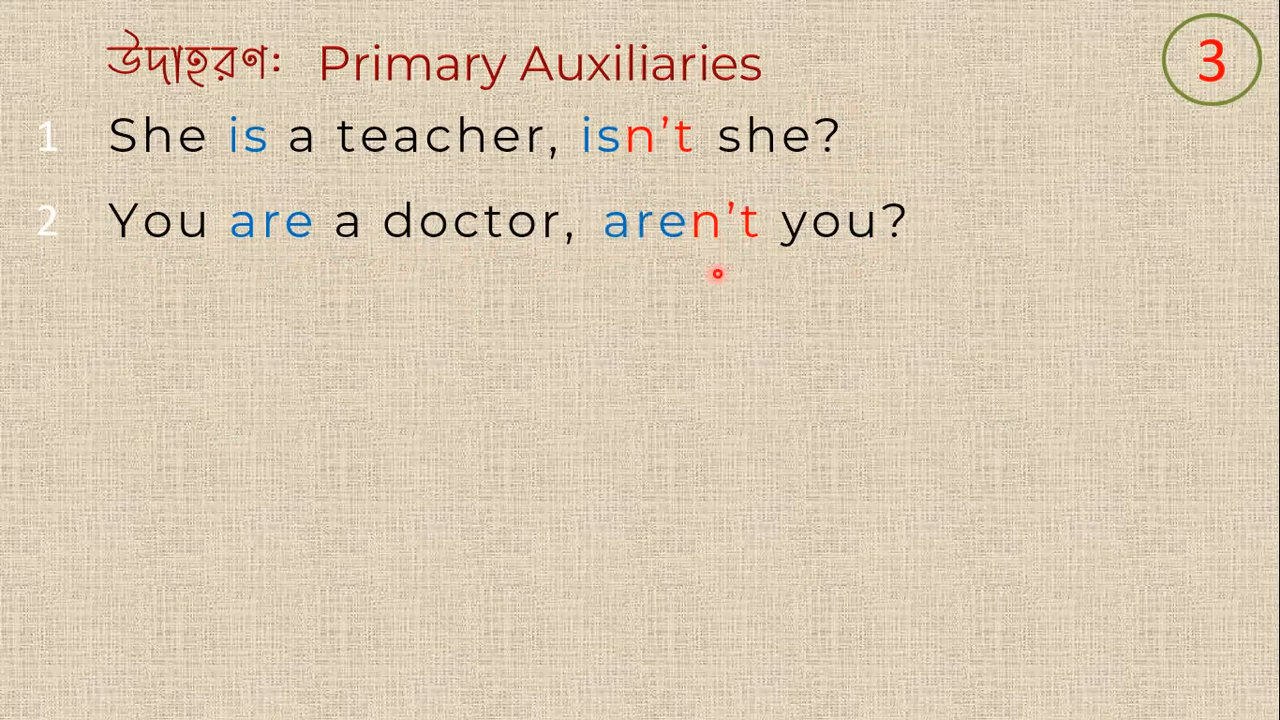 উদাহরণঃ Primary Auxiliaries
3
1 She is a teacher, isn’t she?
2 You are a doctor, aren’t you?